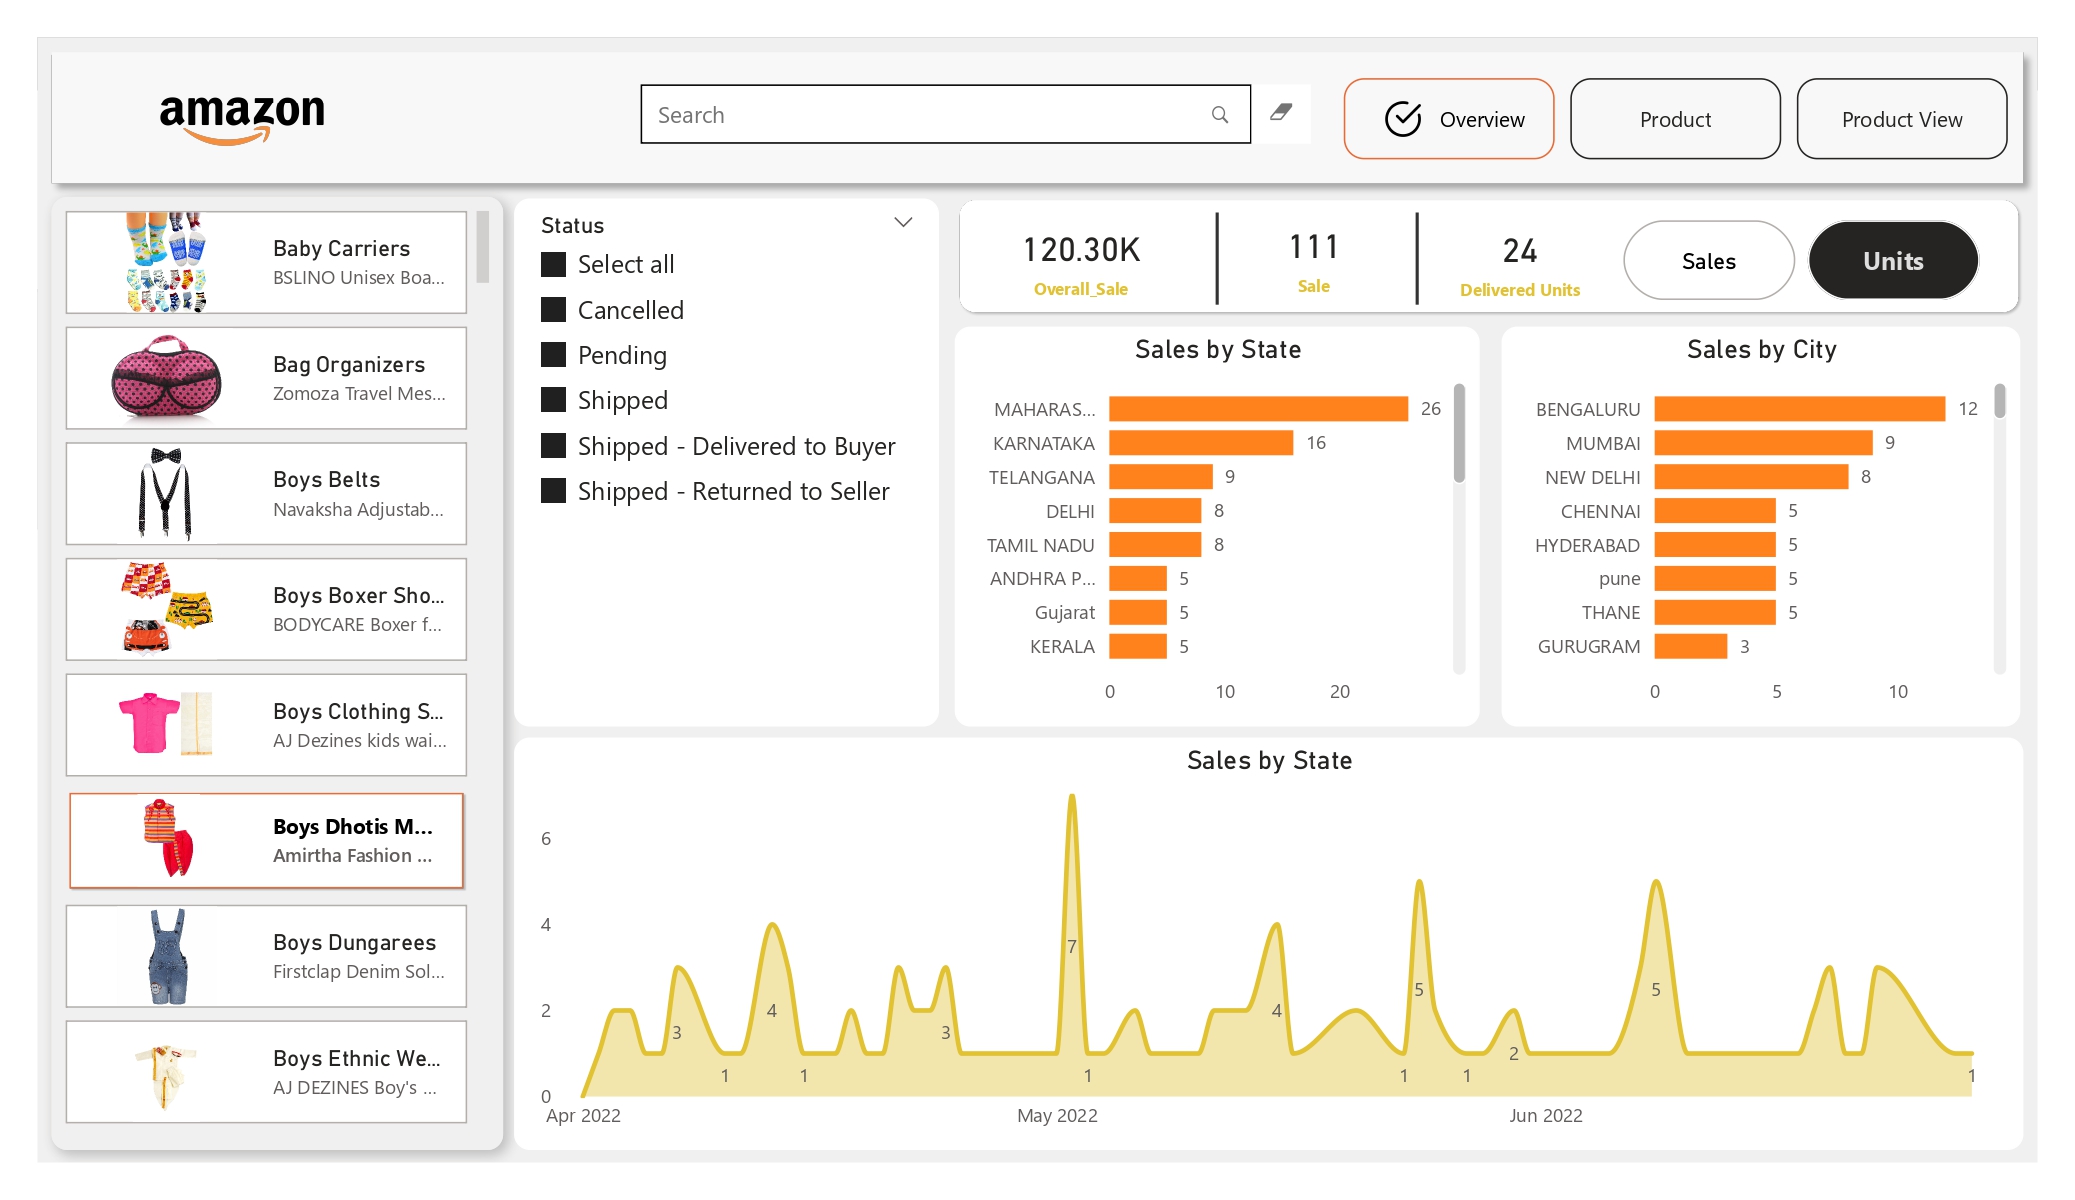 amazon
Search
Overview
Product
Product View
Baby Carriers
BSLINO Unisex Boa...
Bag Organizers
Zomoza Travel Mes...
Boys Belts
Navaksha Adjustab...
Boys Boxer Sho...
BODYCARE Boxer f...
Boys Clothing S...
AJ Dezines kids wai...
Boys Dhotis M...
Amirtha Fashion ...
Boys Dungarees
Firstclap Denim Sol...
Boys Ethnic We...
AJ DEZINES Boy's ...
Status
Select all
Cancelled
Pending
Shipped
Shipped - Delivered to Buyer
Shipped - Returned to Seller
120.30K
Overall_Sale
111
Sale
24
Delivered Units
Sales
Units
Sales by State
MAHARAS... 26
KARNATAKA 16
TELANGANA 9
DELHI 8
TAMIL NADU 8
ANDHRA P... 5
Gujarat 5
KERALA 5
0 10 20
Sales by City
BENGALURU 12
MUMBAI 9
NEW DELHI 8
CHENNAI 5
HYDERABAD 5
pune 5
THANE 5
GURUGRAM 3
0 5 10
Sales by State
6
4
2
0
3 1 4 1 3 7 1 4 1 5 1 2 5 1
Apr 2022 May 2022 Jun 2022